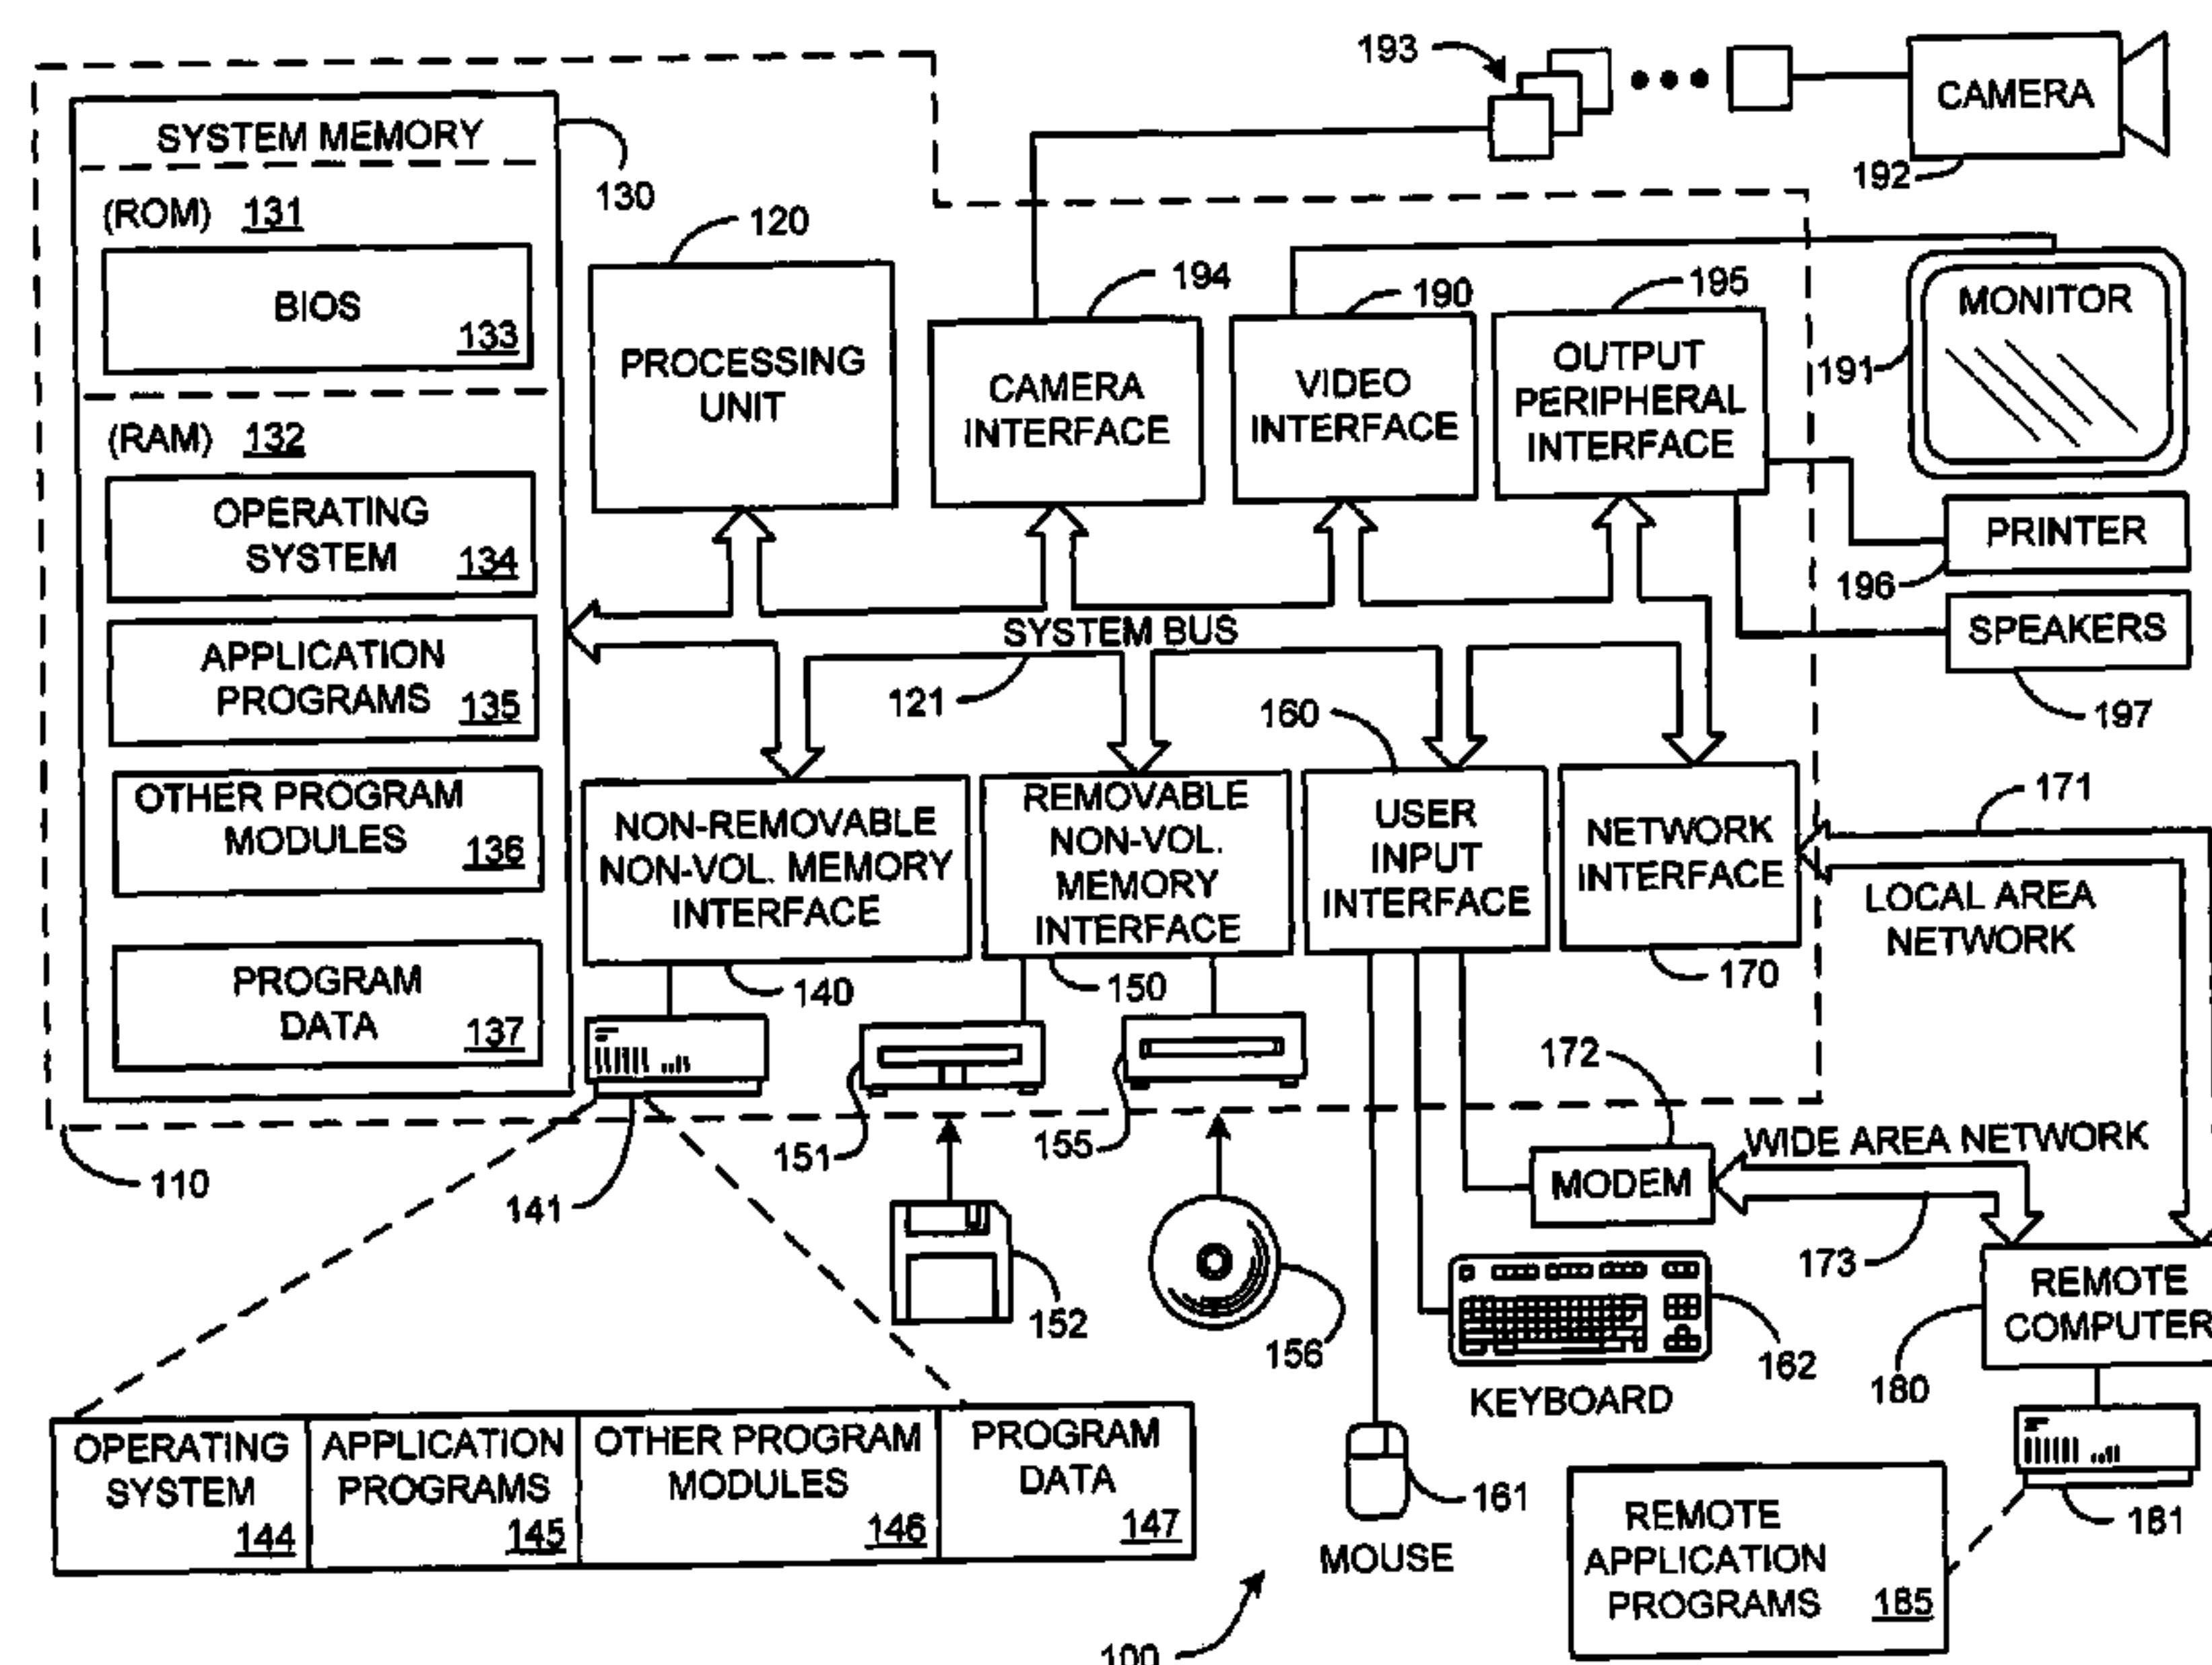 193
CAMERA
192
SYSTEM MEMORY
130
(ROM) 131
BIOS
133
120
PROCESSING
UNIT
194
CAMERA
INTERFACE
190
VIDEO
INTERFACE
195
OUTPUT
PERIPHERAL
INTERFACE
MONITOR
191
(RAM) 132
OPERATING
SYSTEM 134
PRINTER
196
SPEAKERS
197
APPLICATION
PROGRAMS 135
SYSTEM BUS
121
OTHER PROGRAM
MODULES 136
NON-REMOVABLE
NON-VOL. MEMORY
INTERFACE
140
REMOVABLE
NON-VOL.
MEMORY
INTERFACE
150
160
USER
INPUT
INTERFACE
NETWORK
INTERFACE
170
171
LOCAL AREA
NETWORK
PROGRAM
DATA 137
110
141
151
155
152
156
172
MODEM
WIDE AREA NETWORK
173
REMOTE
COMPUTER
180
162
KEYBOARD
161
MOUSE
181
REMOTE
APPLICATION
PROGRAMS 185
OPERATING
SYSTEM
144
APPLICATION
PROGRAMS
145
OTHER PROGRAM
MODULES
146
PROGRAM
DATA
147
100